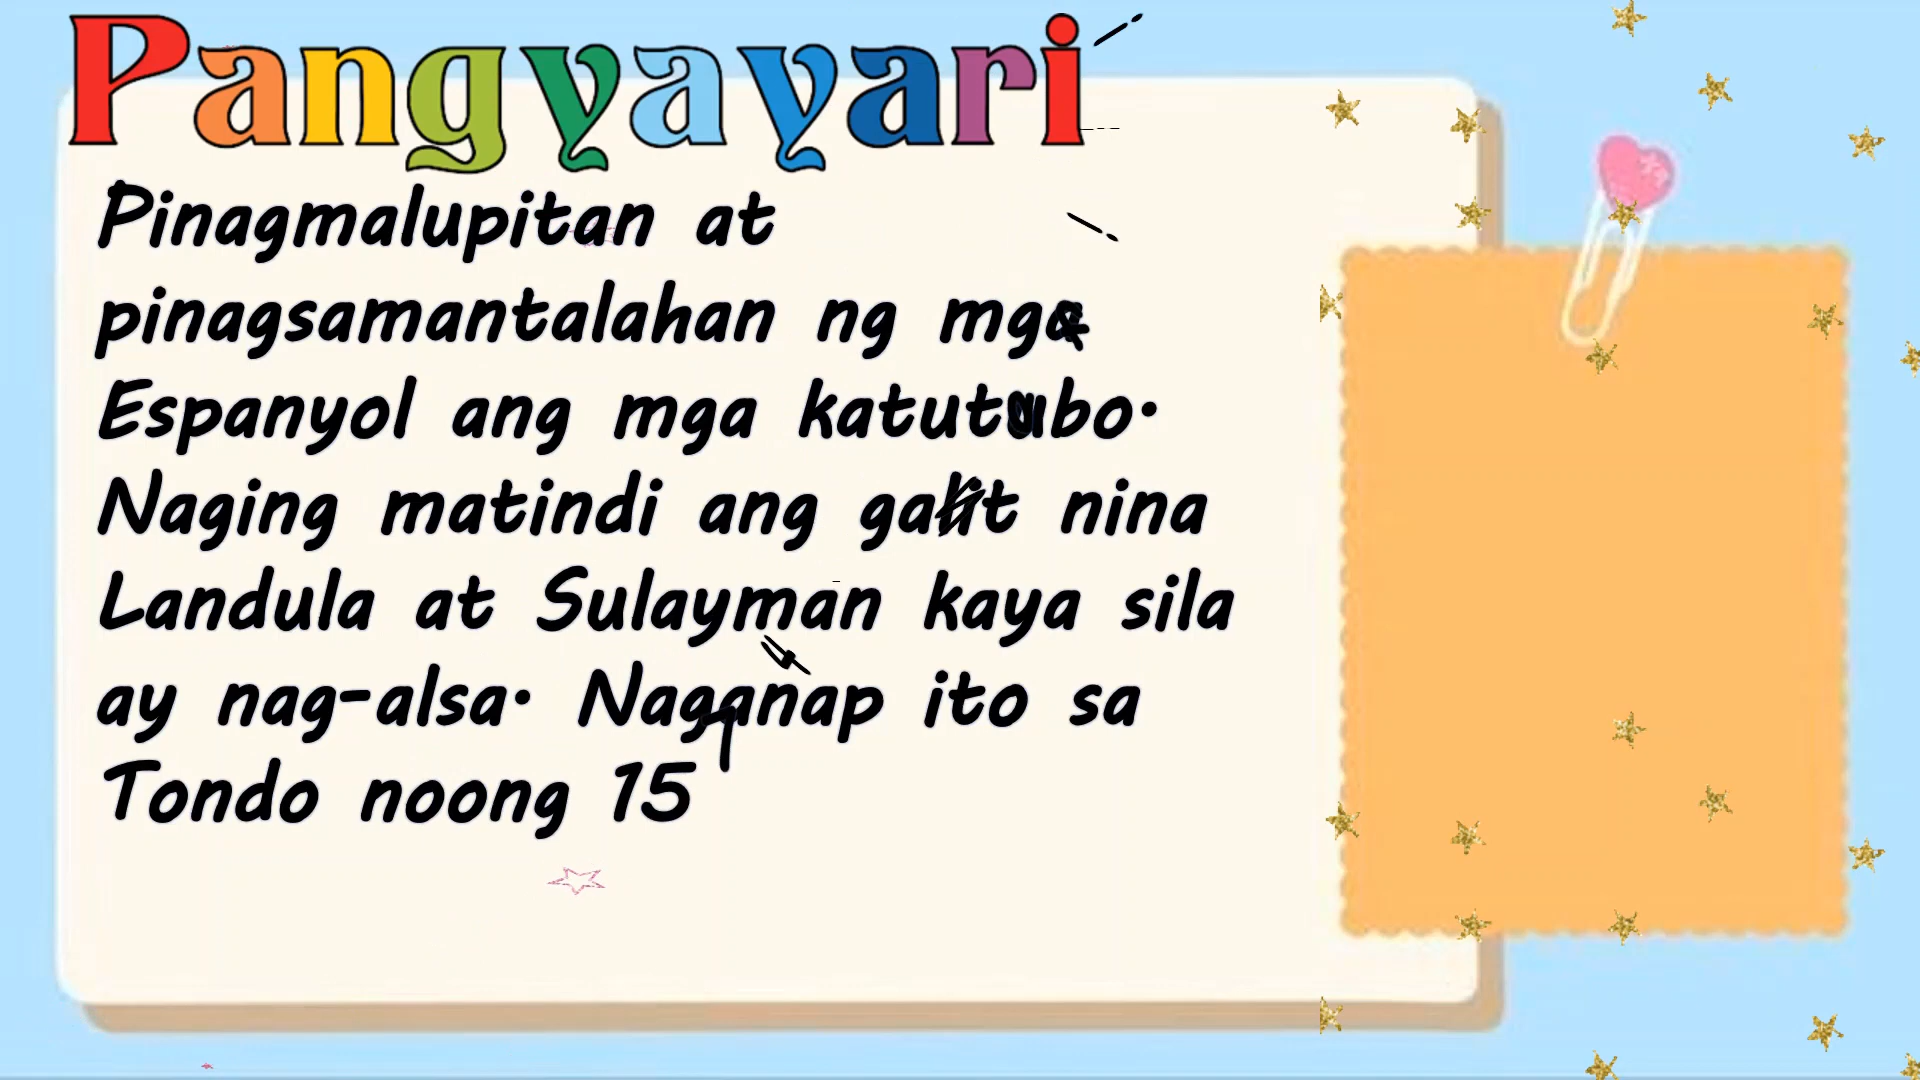 Pangyayari
Pinagmalupitan at
pinagsamantalahan ng mga
Espanyol ang mga katutubo.
Naging matindi ang galit nina
Landula at Sulayman kaya sila
ay nag-alsa. Naganap ito sa
Tondo noong 15